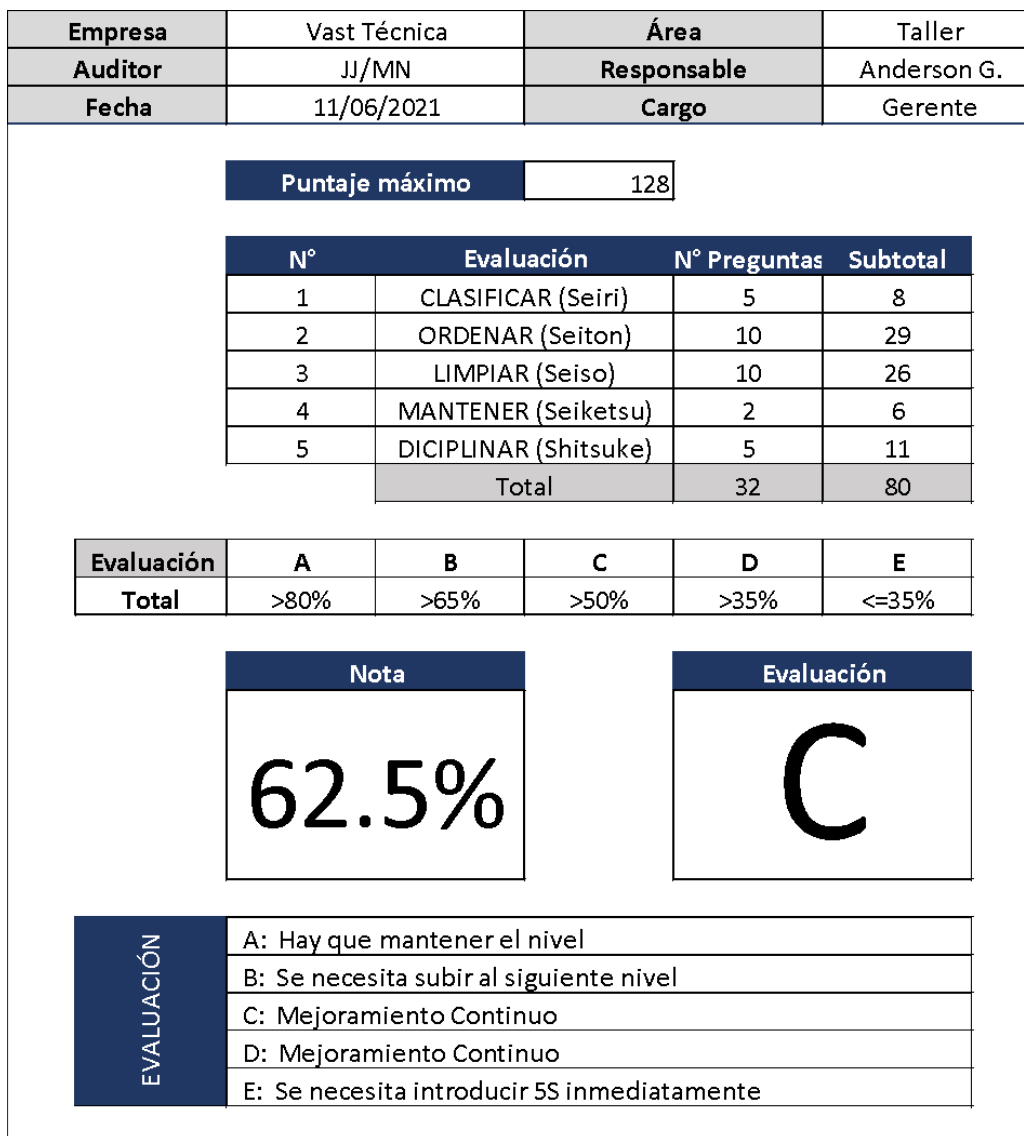 Empresa Vast Técnica Área Taller
Auditor JJ/MN Responsable Anderson G.
Fecha 11/06/2021 Cargo Gerente
Puntaje máximo 128
N° Evaluación N° Preguntas Subtotal
1 CLASIFICAR (Seiri) 5 8
2 ORDENAR (Seiton) 10 29
3 LIMPIAR (Seiso) 10 26
4 MANTENER (Seiketsu) 2 6
5 DICIPLINAR (Shitsuke) 5 11
Total 32 80
Evaluación A B C D E
Total >80% >65% >50% >35% <=35%
Nota Evaluación
62.5% C
EVALUACIÓN
A: Hay que mantener el nivel
B: Se necesita subir al siguiente nivel
C: Mejoramiento Continuo
D: Mejoramiento Continuo
E: Se necesita introducir 5S inmediatamente